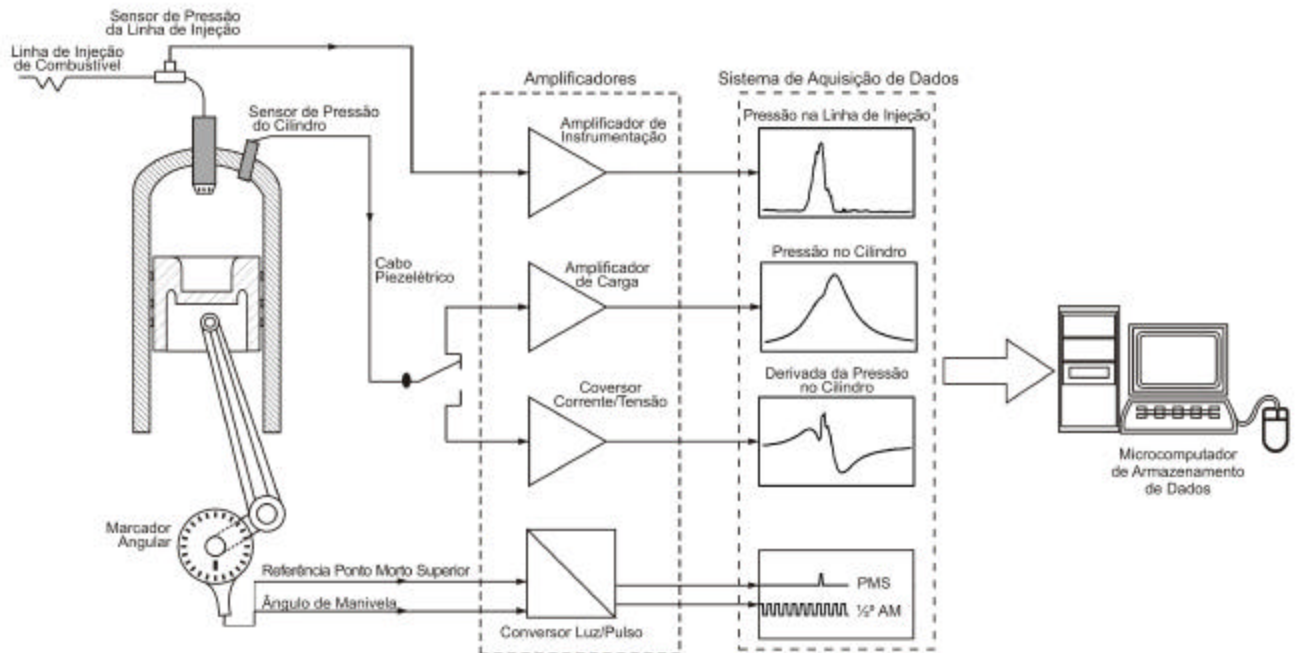 Sensor de Pressão
da Linha de Injeção
Linha de Injeção
de Combustível
Sensor de Pressão
do Cilindro
Amplificadores
Sistema de Aquisição de Dados
Amplificador de
Instrumentação
Pressão na Linha de Injeção
Cabo
Piezelétrico
Amplificador
de Carga
Pressão no Cilindro
Coversor
Corrente/Tensão
Derivada da Pressão
no Cilindro
Microcomputador
de Armazenamento
de Dados
Marcador
Angular
Referência Ponto Morto Superior
Ângulo de Manivela
Conversor Luz/Pulso
PMS
½º AM